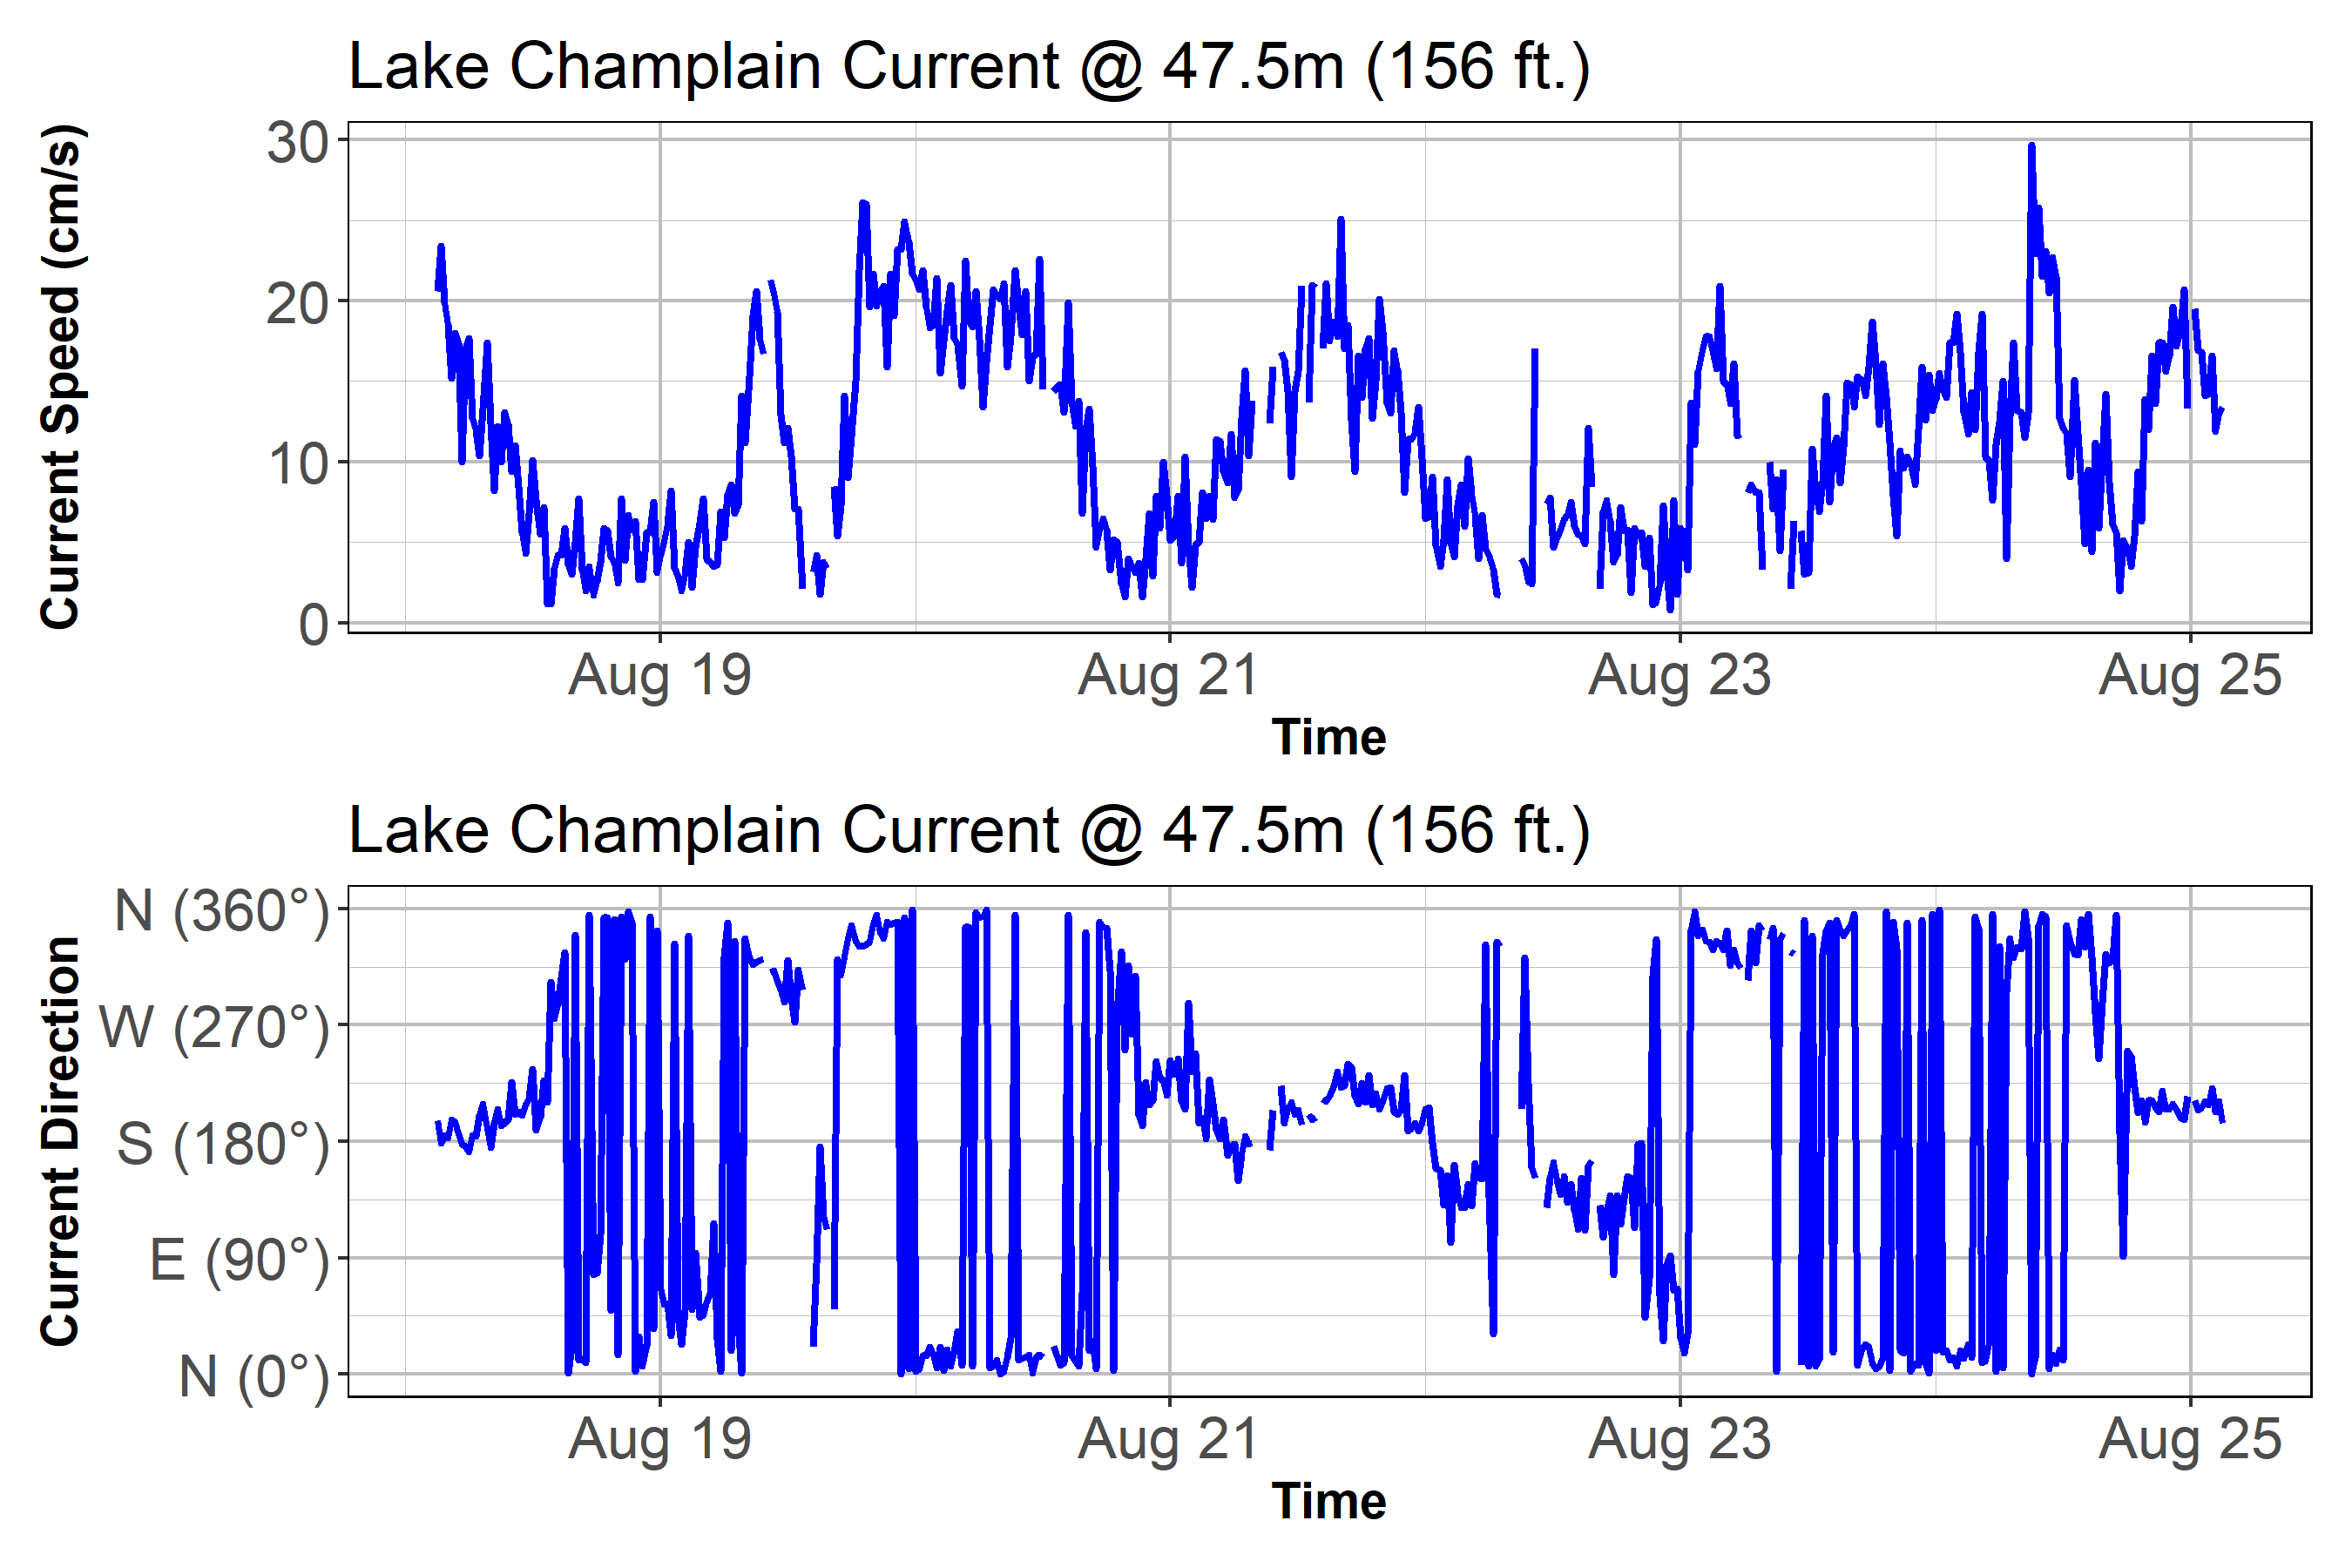 Lake Champlain Current @ 47.5m (156 ft.)
Current Speed (cm/s)
30
20
10
0
Aug 19 Aug 21 Aug 23 Aug 25
Time
Lake Champlain Current @ 47.5m (156 ft.)
Current Direction
N (360°)
W (270°)
S (180°)
E (90°)
N (0°)
Aug 19 Aug 21 Aug 23 Aug 25
Time